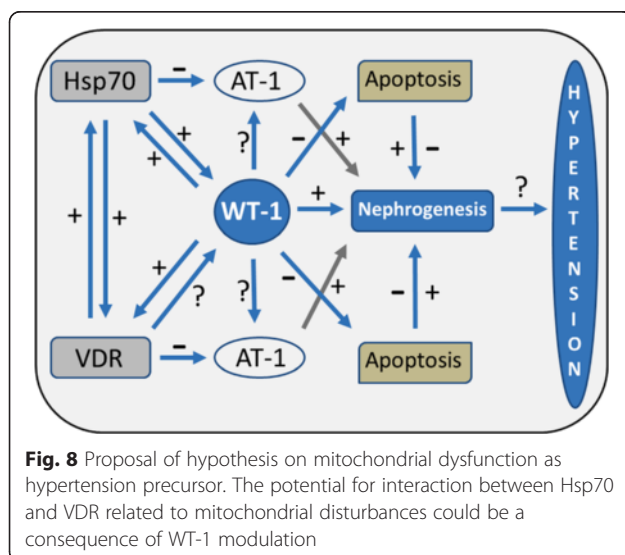 Hsp70 - AT-1 Apoptosis
+ + ? - + + -
WT-1 + Nephrogenesis ?
+ + + ? ? - + - +
VDR - AT-1 Apoptosis
HYPERTENSION
Fig. 8 Proposal of hypothesis on mitochondrial dysfunction as
hypertension precursor. The potential for interaction between Hsp70
and VDR related to mitochondrial disturbances could be a
consequence of WT-1 modulation